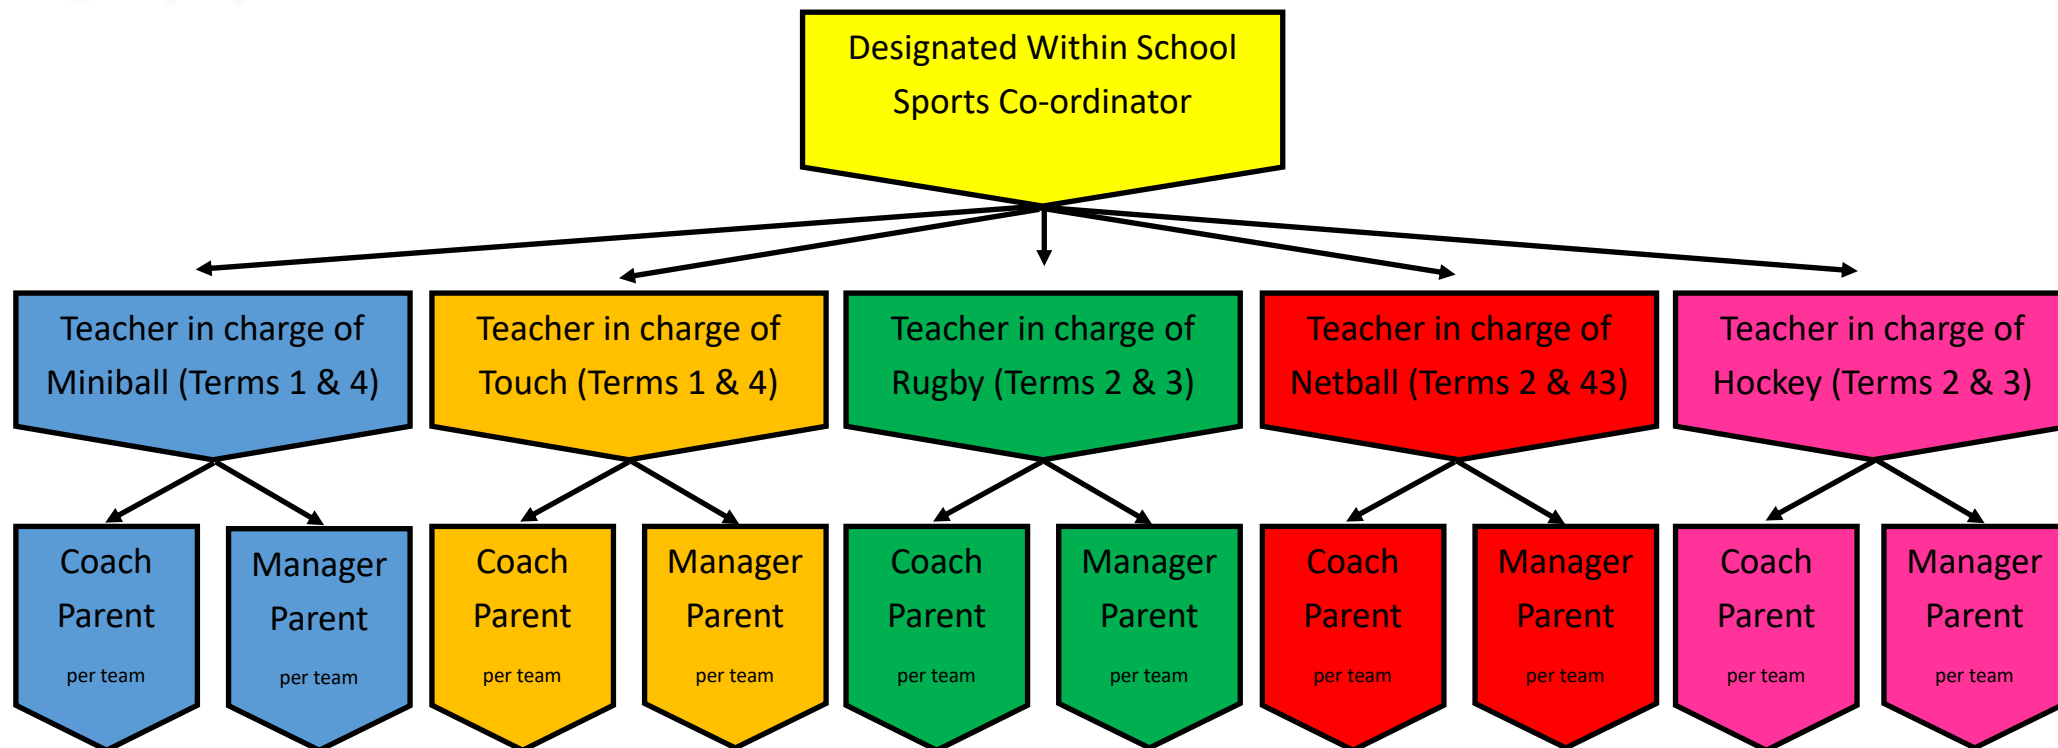 Designated Within School
Sports Co-ordinator
Teacher in charge of
Miniball (Terms 1 & 4)
Teacher in charge of
Touch (Terms 1 & 4)
Teacher in charge of
Rugby (Terms 2 & 3)
Teacher in charge of
Netball (Terms 2 & 43)
Teacher in charge of
Hockey (Terms 2 & 3)
Coach
Parent
per team
Manager
Parent
per team
Coach
Parent
per team
Manager
Parent
per team
Coach
Parent
per team
Manager
Parent
per team
Coach
Parent
per team
Manager
Parent
per team
Coach
Parent
per team
Manager
Parent
per team